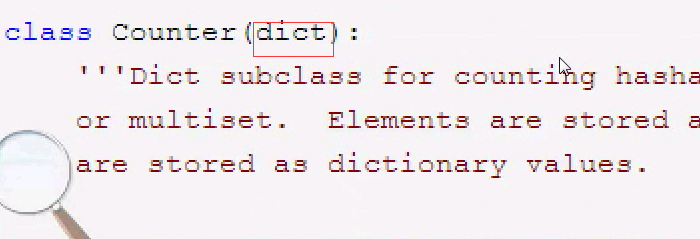 class Counter(dict):
'''Dict subclass for counting hasha
or multiset. Elements are stored a
are stored as dictionary values.